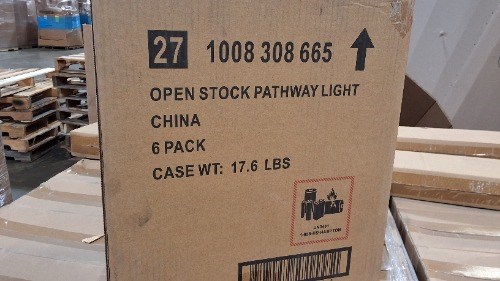 27 1008 308 665
OPEN STOCK PATHWAY LIGHT
CHINA
6 PACK
CASE WT: 17.6 LBS